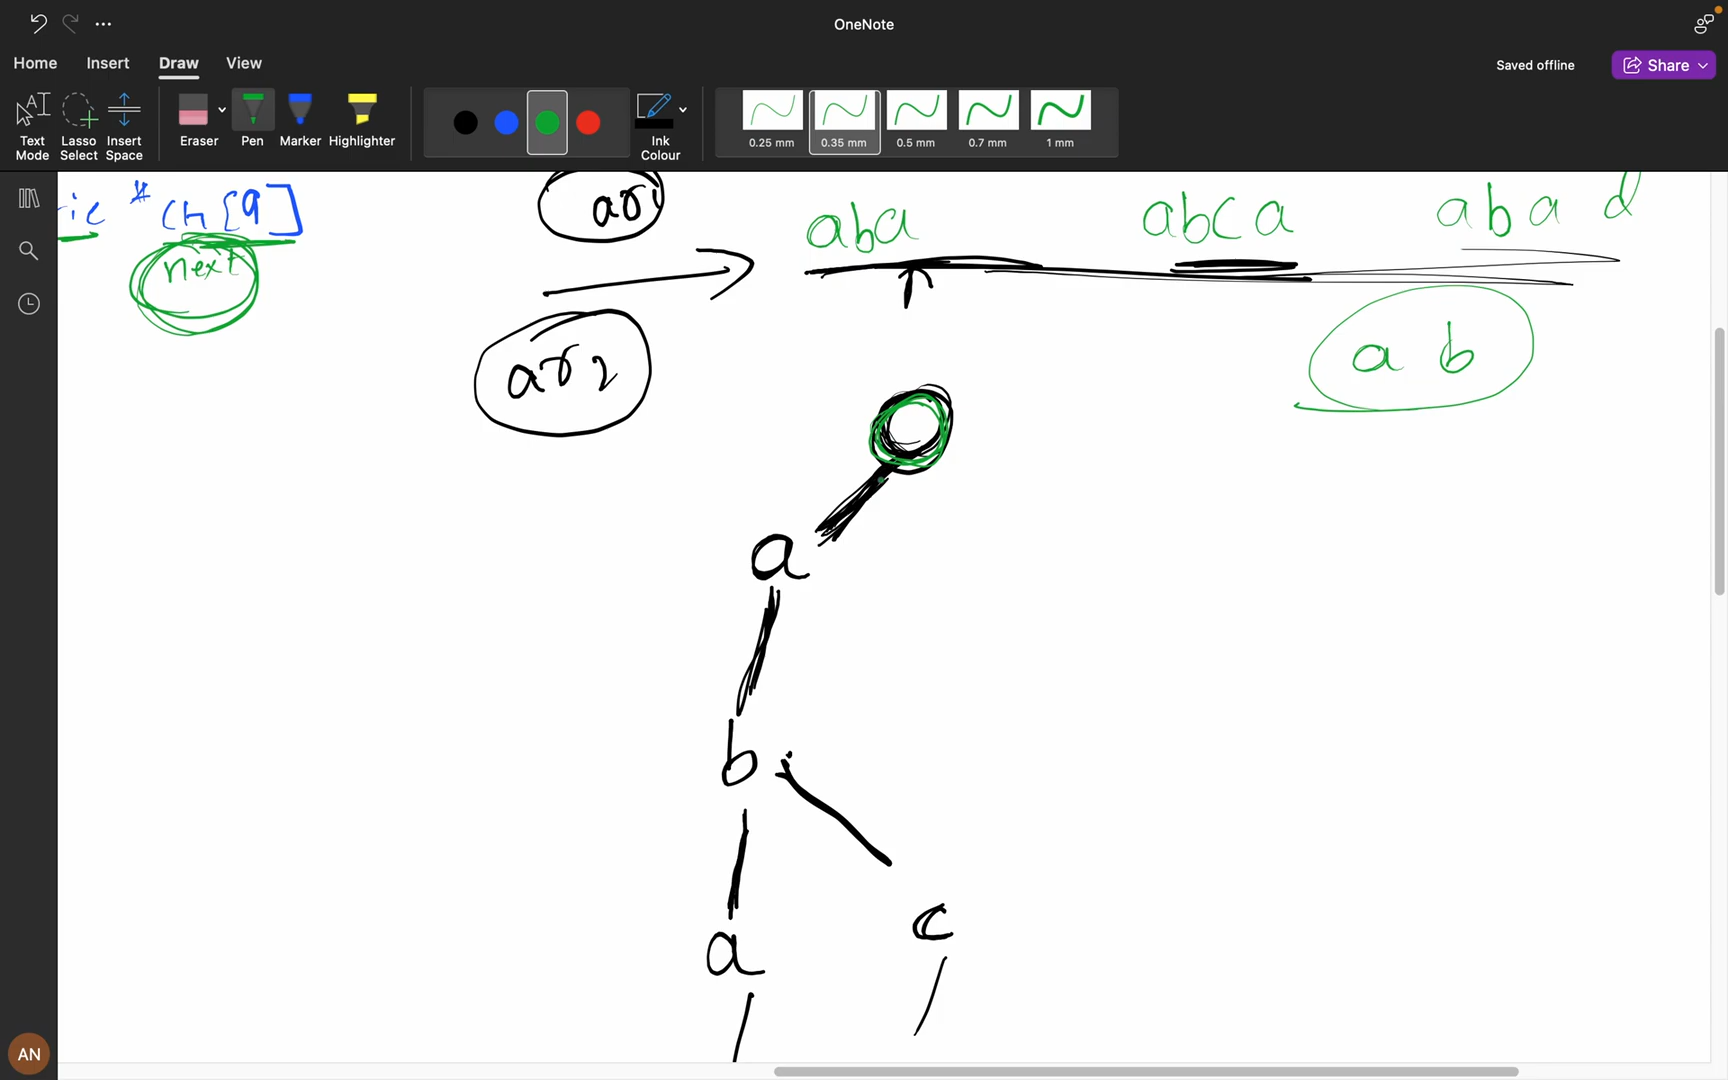 OneNote
Home Insert Draw View
Saved offline
Share
Text Mode
Lasso Select
Insert Space
Eraser
Pen
Marker
Highlighter
Ink Colour
0.25 mm
0.35 mm
0.5 mm
0.7 mm
1 mm
* ch[9]
next
ar1
aba
abca
abad
ar2
a b
a
b
a
c
AN